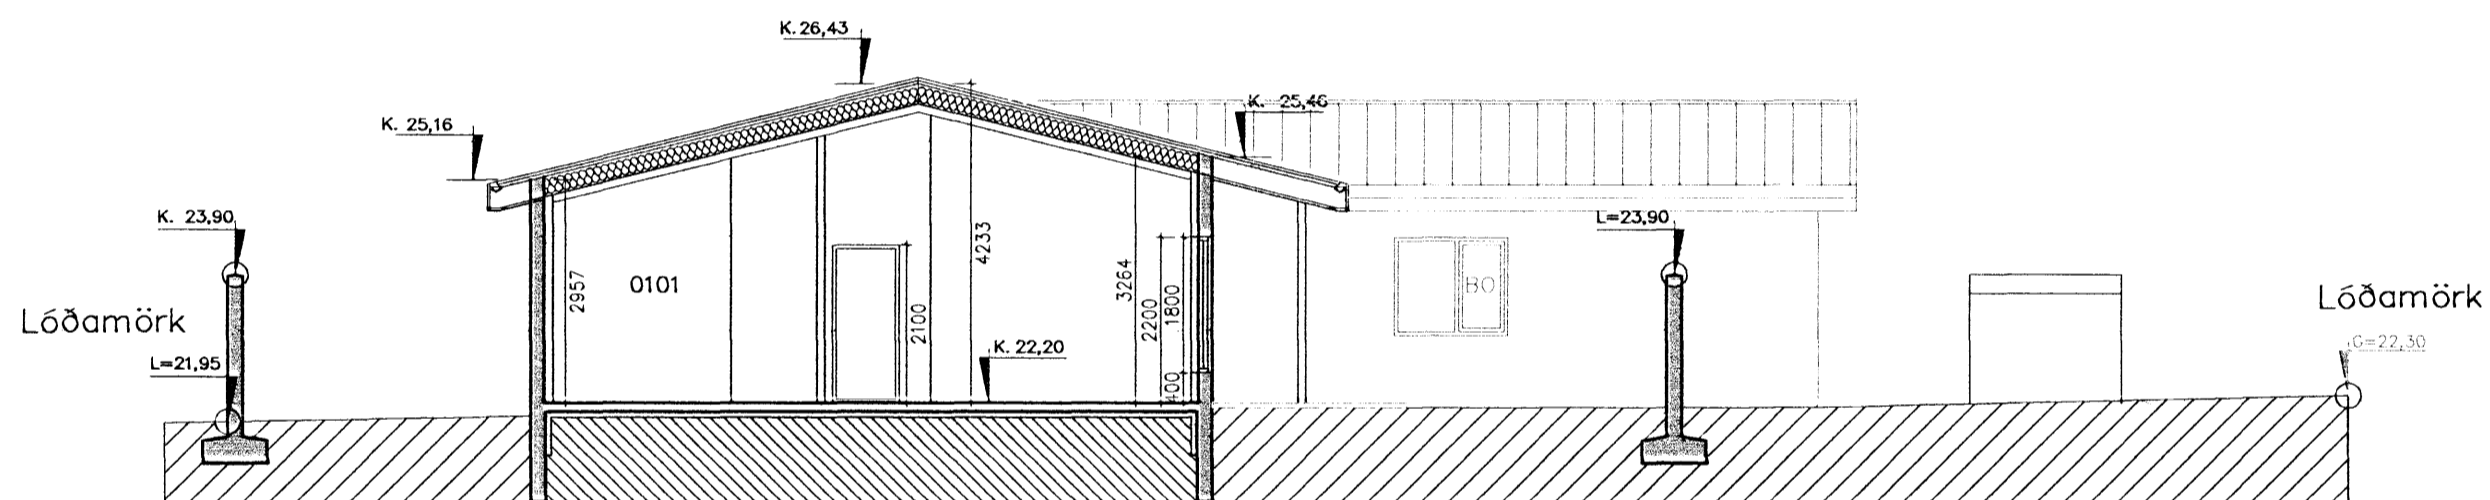 K. 26,43
K. 25,46
K. 25,16
K. 23,90
L=23,90
4233
2957
0101
3264
BO
Lóðamörk
Lóðamörk
2200
1800
2100
G=22,30
K. 22,20
L=21,95
400